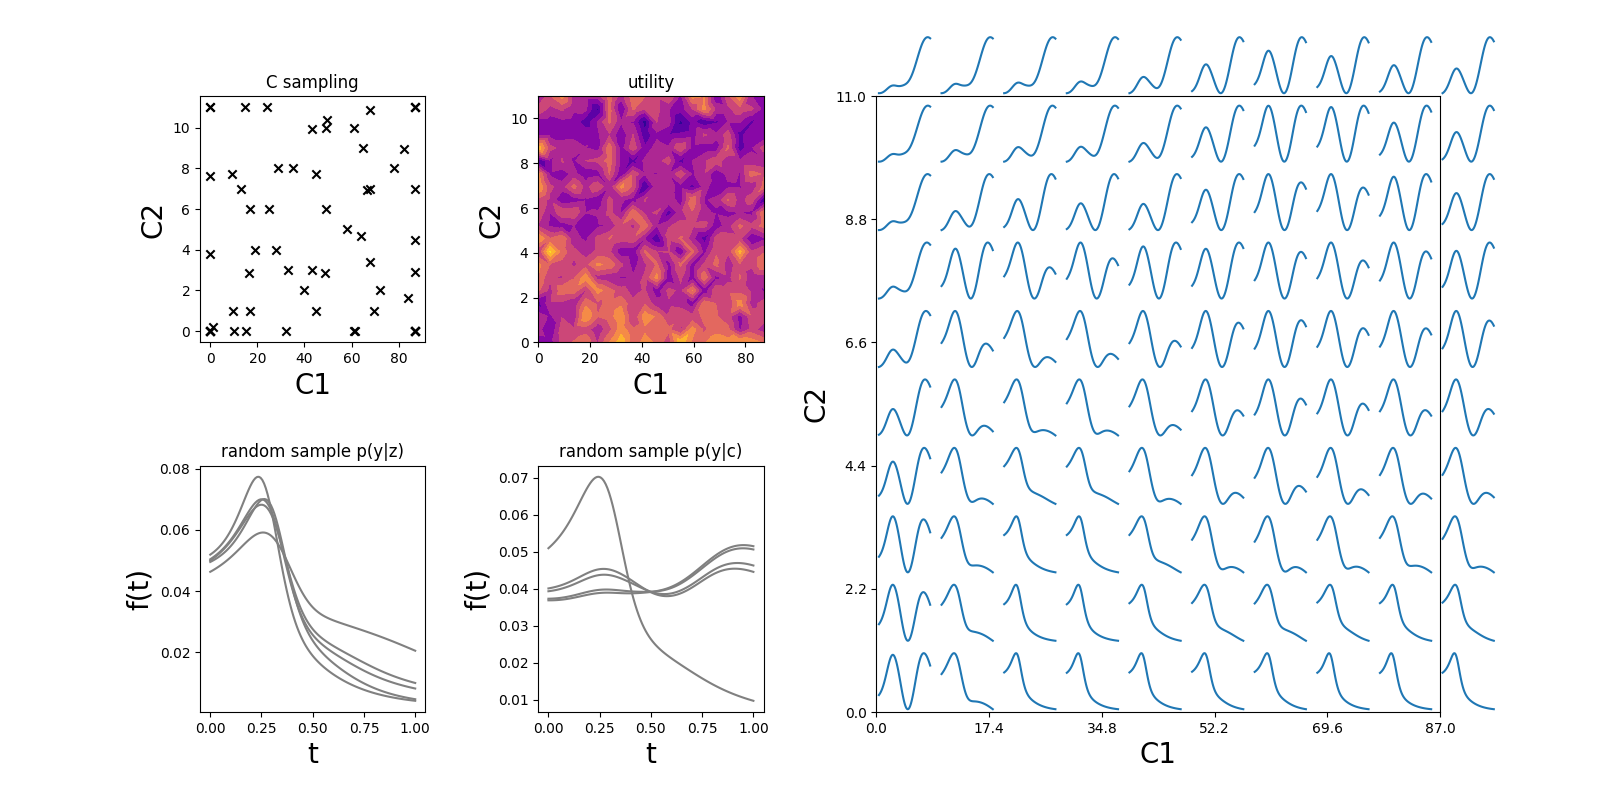 C sampling
C2
10
8
6
4
2
0
0 20 40 60 80
C1
utility
C2
10
8
6
4
2
0
0 20 40 60 80
C1
random sample p(y|z)
f(t)
0.08
0.06
0.04
0.02
0.00 0.25 0.50 0.75 1.00
t
random sample p(y|c)
f(t)
0.07
0.06
0.05
0.04
0.03
0.02
0.01
0.00 0.25 0.50 0.75 1.00
t
C2
11.0
8.8
6.6
4.4
2.2
0.0
0.0 17.4 34.8 52.2 69.6 87.0
C1